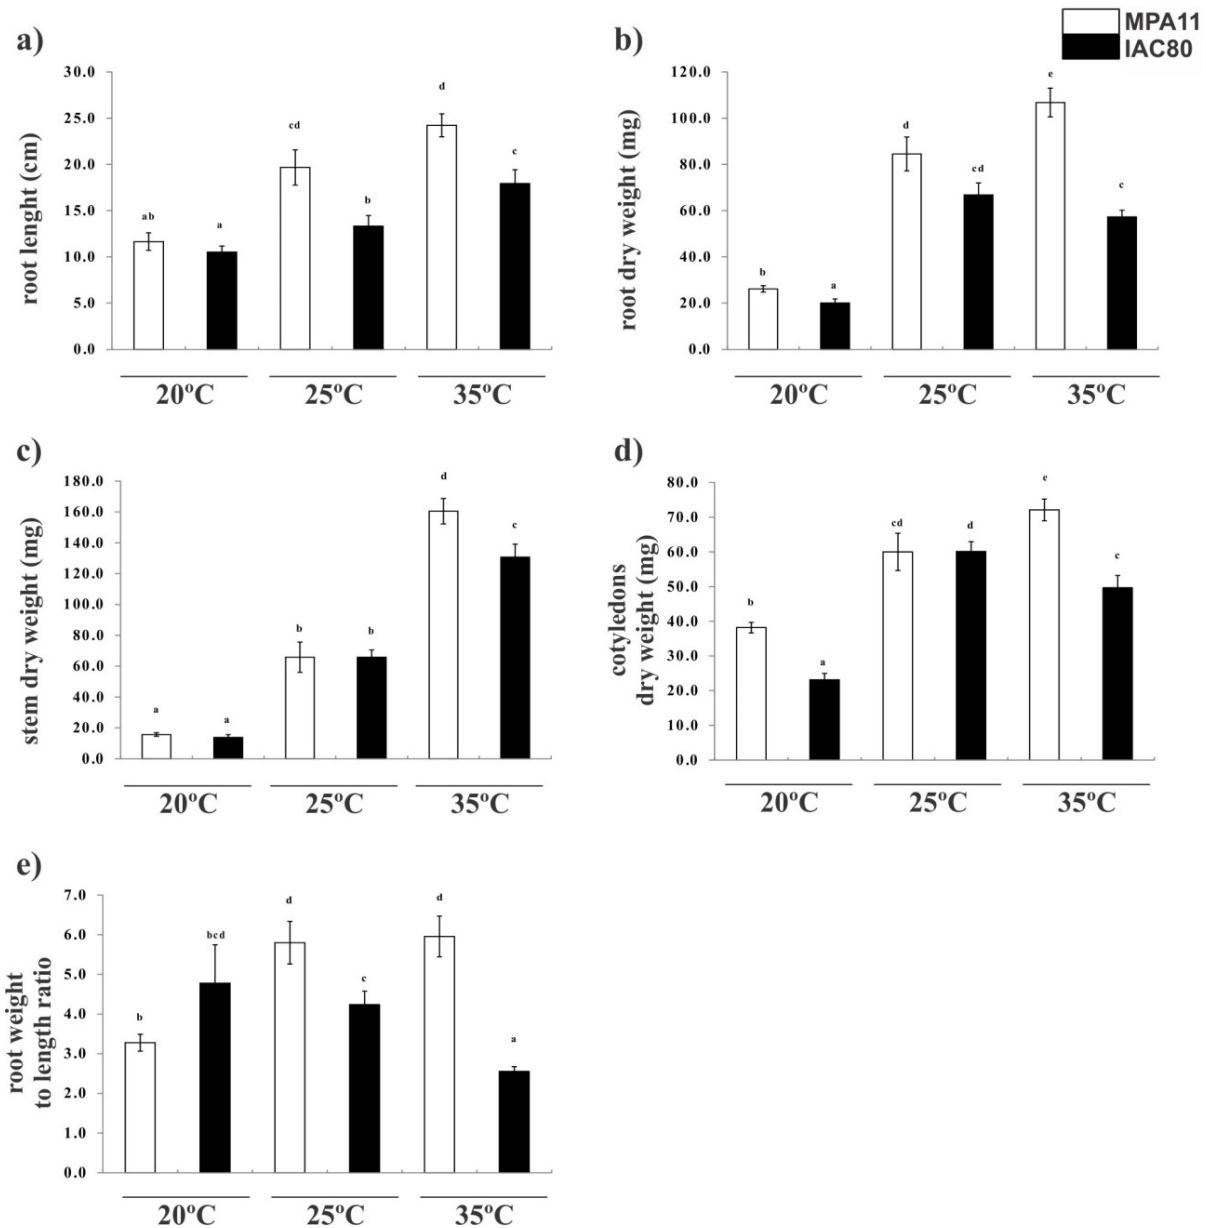 MPA11
IAC80
a)
30.0
25.0
20.0
15.0
10.0
5.0
0.0
root lenght (cm)
ab
a
cd
b
d
c
20ºC 25ºC 35ºC
b)
120.0
100.0
80.0
60.0
40.0
20.0
0.0
root dry weight (mg)
b
a
d
cd
e
c
20ºC 25ºC 35ºC
c)
180.0
160.0
140.0
120.0
100.0
80.0
60.0
40.0
20.0
0.0
stem dry weight (mg)
a
a
b
b
d
c
20ºC 25ºC 35ºC
d)
80.0
70.0
60.0
50.0
40.0
30.0
20.0
10.0
0.0
cotyledons
dry weight (mg)
b
a
cd
d
e
c
20ºC 25ºC 35ºC
e)
7.0
6.0
5.0
4.0
3.0
2.0
1.0
0.0
root weight
to length ratio
b
bcd
d
c
d
a
20ºC 25ºC 35ºC